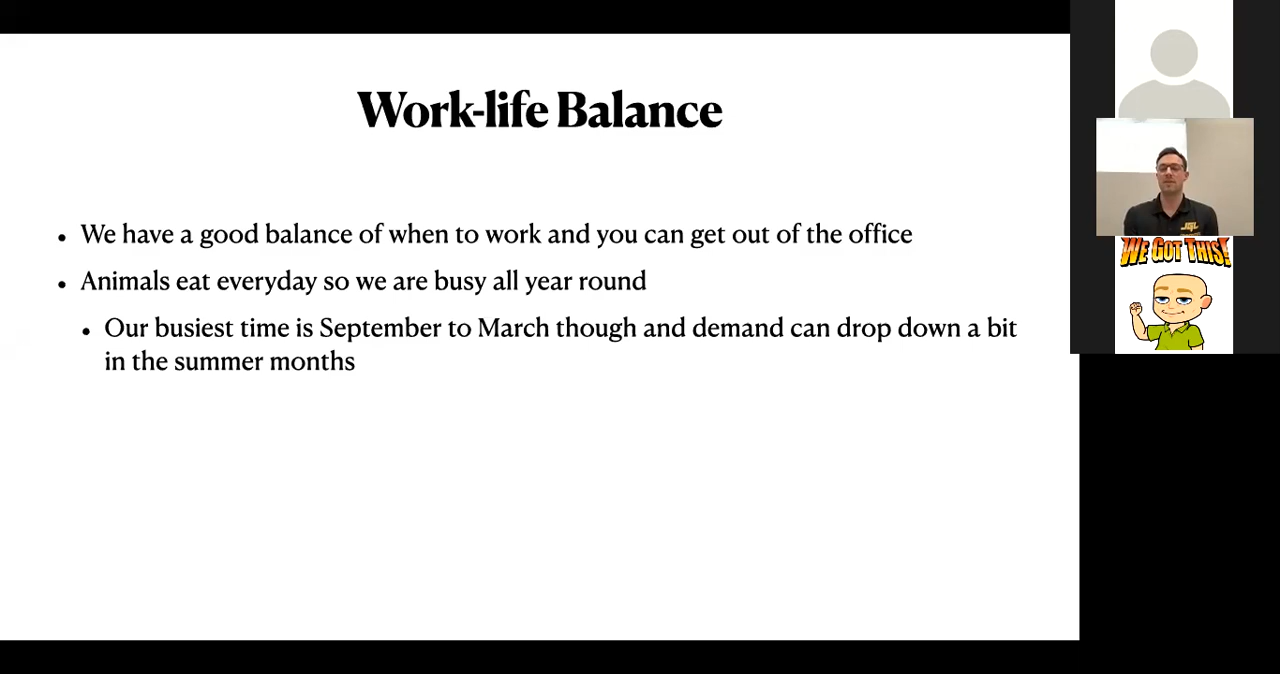 Work-life Balance
• We have a good balance of when to work and you can get out of the office
• Animals eat everyday so we are busy all year round
• Our busiest time is September to March though and demand can drop down a bit
in the summer months
WE GOT THIS!